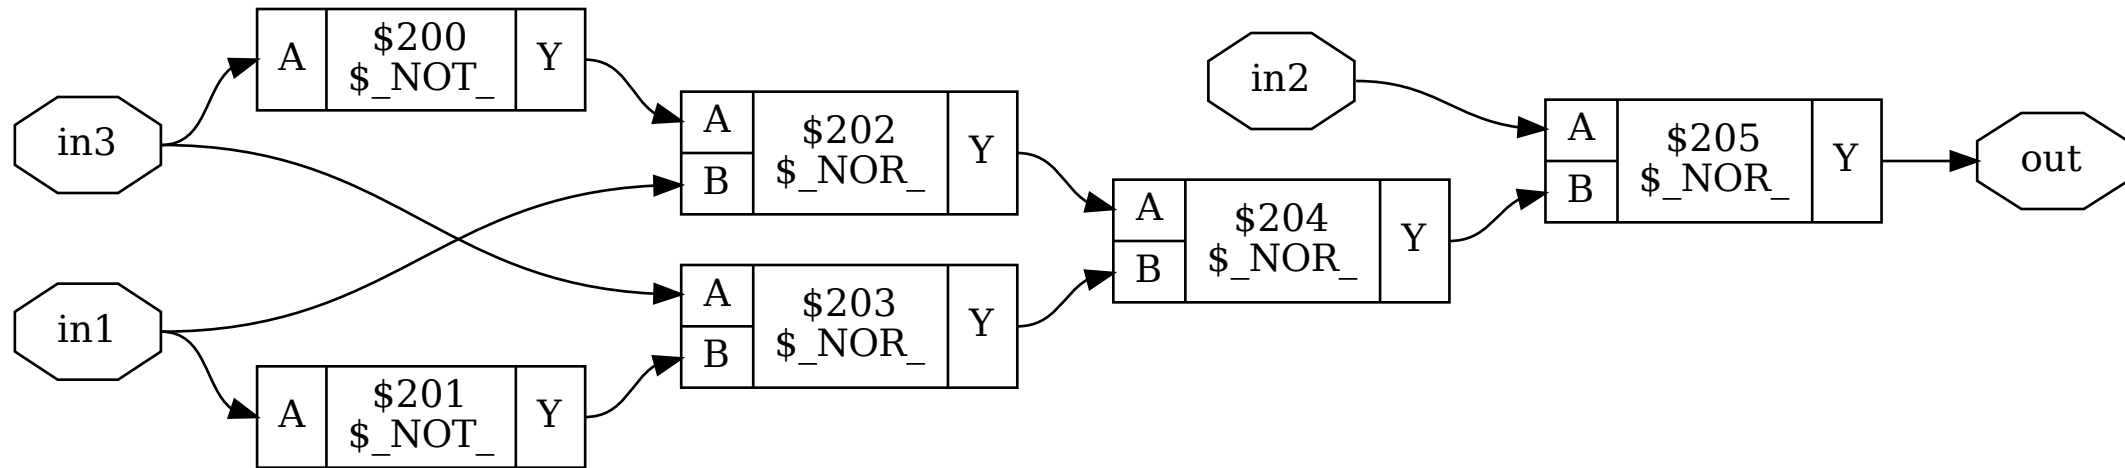 in3
in1
A
$200
$_NOT_
Y
A
$201
$_NOT_
Y
A
B
$202
$_NOR_
Y
A
B
$203
$_NOR_
Y
A
B
$204
$_NOR_
Y
in2
A
B
$205
$_NOR_
Y
out